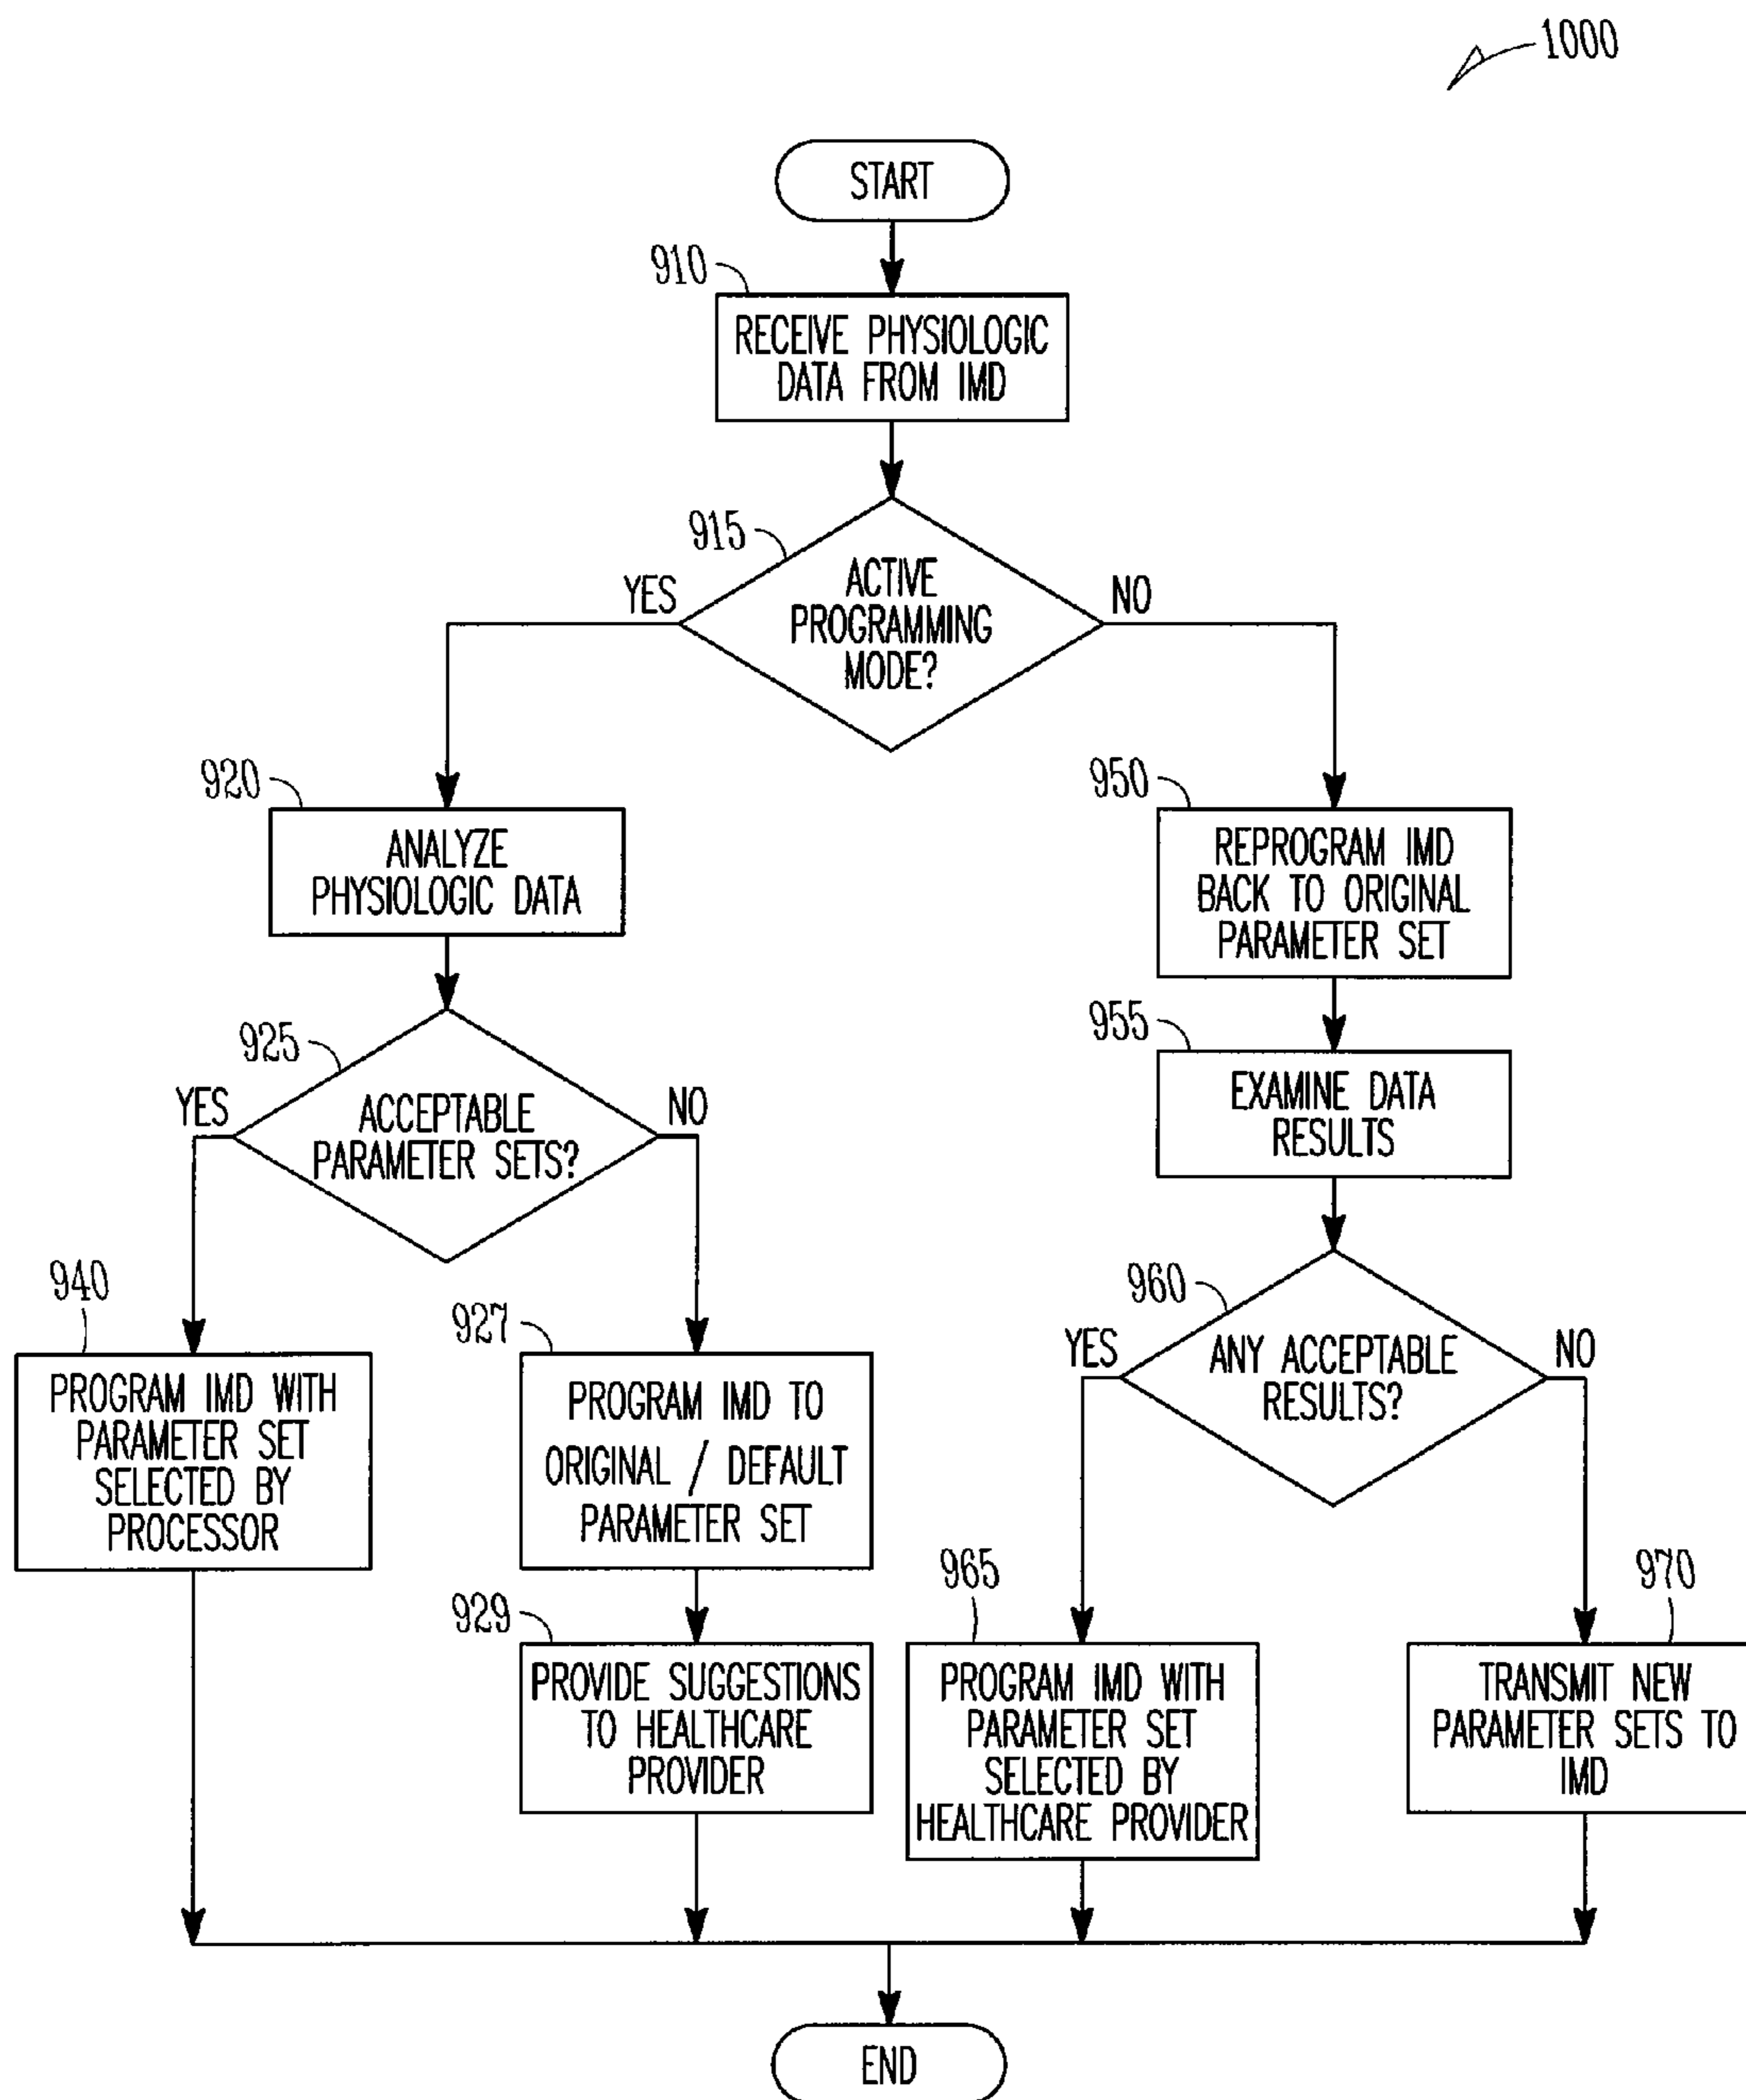 1000
START
910
RECEIVE PHYSIOLOGIC
DATA FROM IMD
915
ACTIVE
PROGRAMMING
MODE?
YES
NO
920
ANALYZE
PHYSIOLOGIC DATA
950
REPROGRAM IMD
BACK TO ORIGINAL
PARAMETER SET
925
ACCEPTABLE
PARAMETER SETS?
YES
NO
955
EXAMINE DATA
RESULTS
940
PROGRAM IMD WITH
PARAMETER SET
SELECTED BY
PROCESSOR
927
PROGRAM IMD TO
ORIGINAL / DEFAULT
PARAMETER SET
960
ANY ACCEPTABLE
RESULTS?
YES
NO
929
PROVIDE SUGGESTIONS
TO HEALTHCARE
PROVIDER
965
PROGRAM IMD WITH
PARAMETER SET
SELECTED BY
HEALTHCARE PROVIDER
970
TRANSMIT NEW
PARAMETER SETS TO
IMD
END